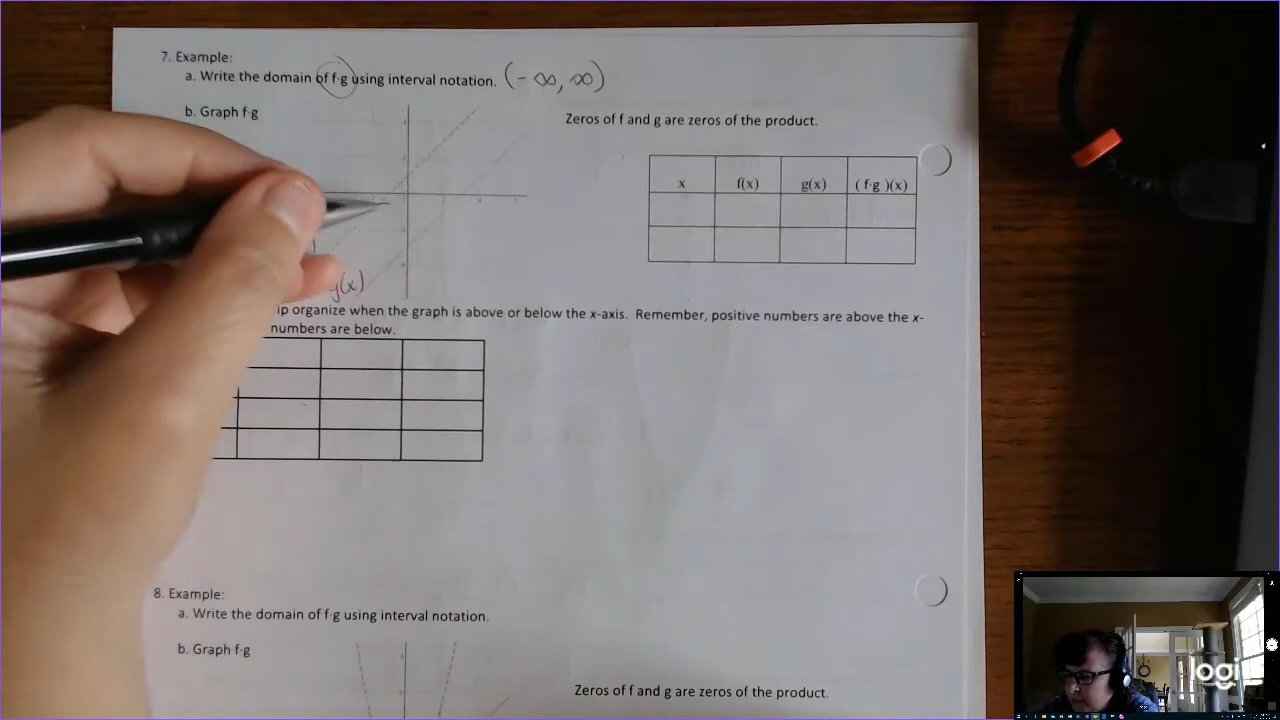 7. Example:
a. Write the domain of f·g using interval notation. (-∞, ∞)
b. Graph f·g
Zeros of f and g are zeros of the product.
x f(x) g(x) ( f·g )(x)
g(x)
organize when the graph is above or below the x-axis. Remember, positive numbers are above the x-
numbers are below.
8. Example:
a. Write the domain of f·g using interval notation.
b. Graph f·g
Zeros of f and g are zeros of the product.
logi